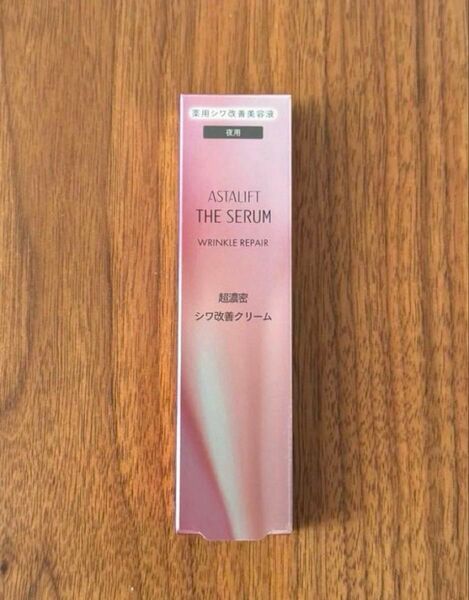 薬用シワ改善美容液
夜用
ASTALIFT
THE SERUM
WRINKLE REPAIR
超濃密
シワ改善クリーム